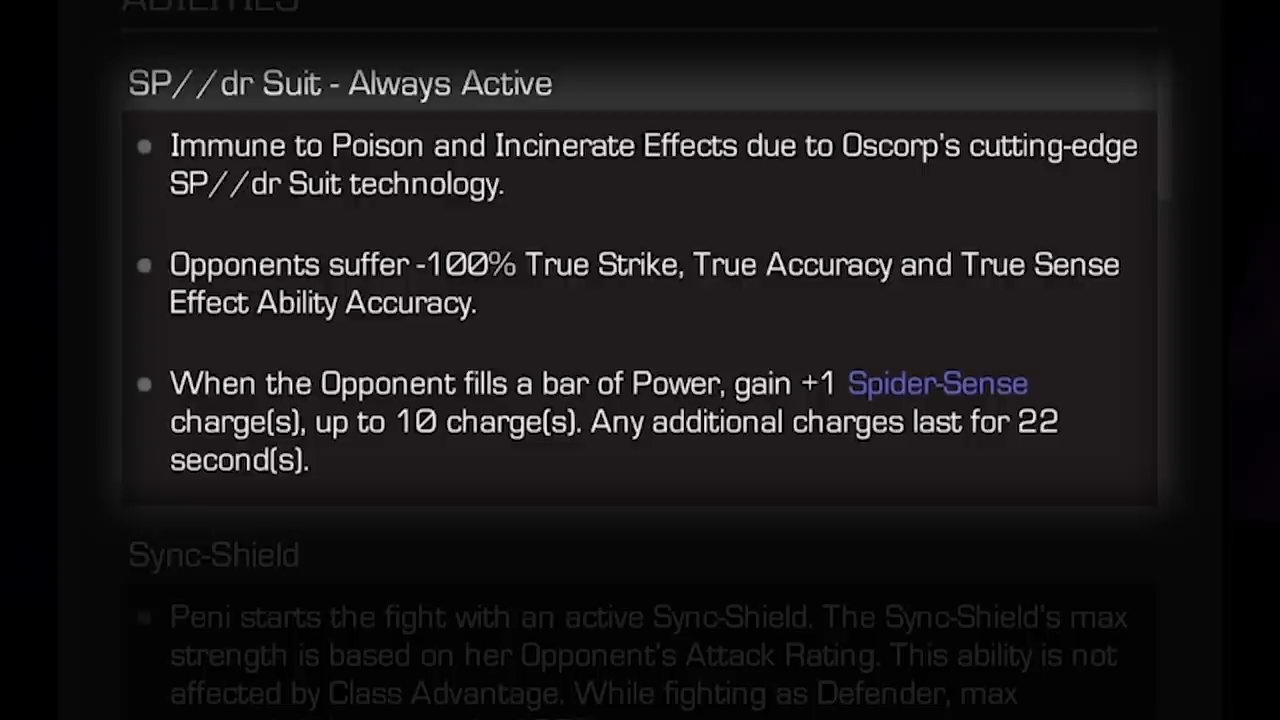 ABILITIES
SP//dr Suit - Always Active
Immune to Poison and Incinerate Effects due to Oscorp's cutting-edge
SP//dr Suit technology.
Opponents suffer -100% True Strike, True Accuracy and True Sense
Effect Ability Accuracy.
When the Opponent fills a bar of Power, gain +1 Spider-Sense
charge(s), up to 10 charge(s). Any additional charges last for 22
second(s).
Sync-Shield
Peni starts the fight with an active Sync-Shield. The Sync-Shield's max
strength is based on her Opponent's Attack Rating. This ability is not
affected by Class Advantage. While fighting as Defender, max